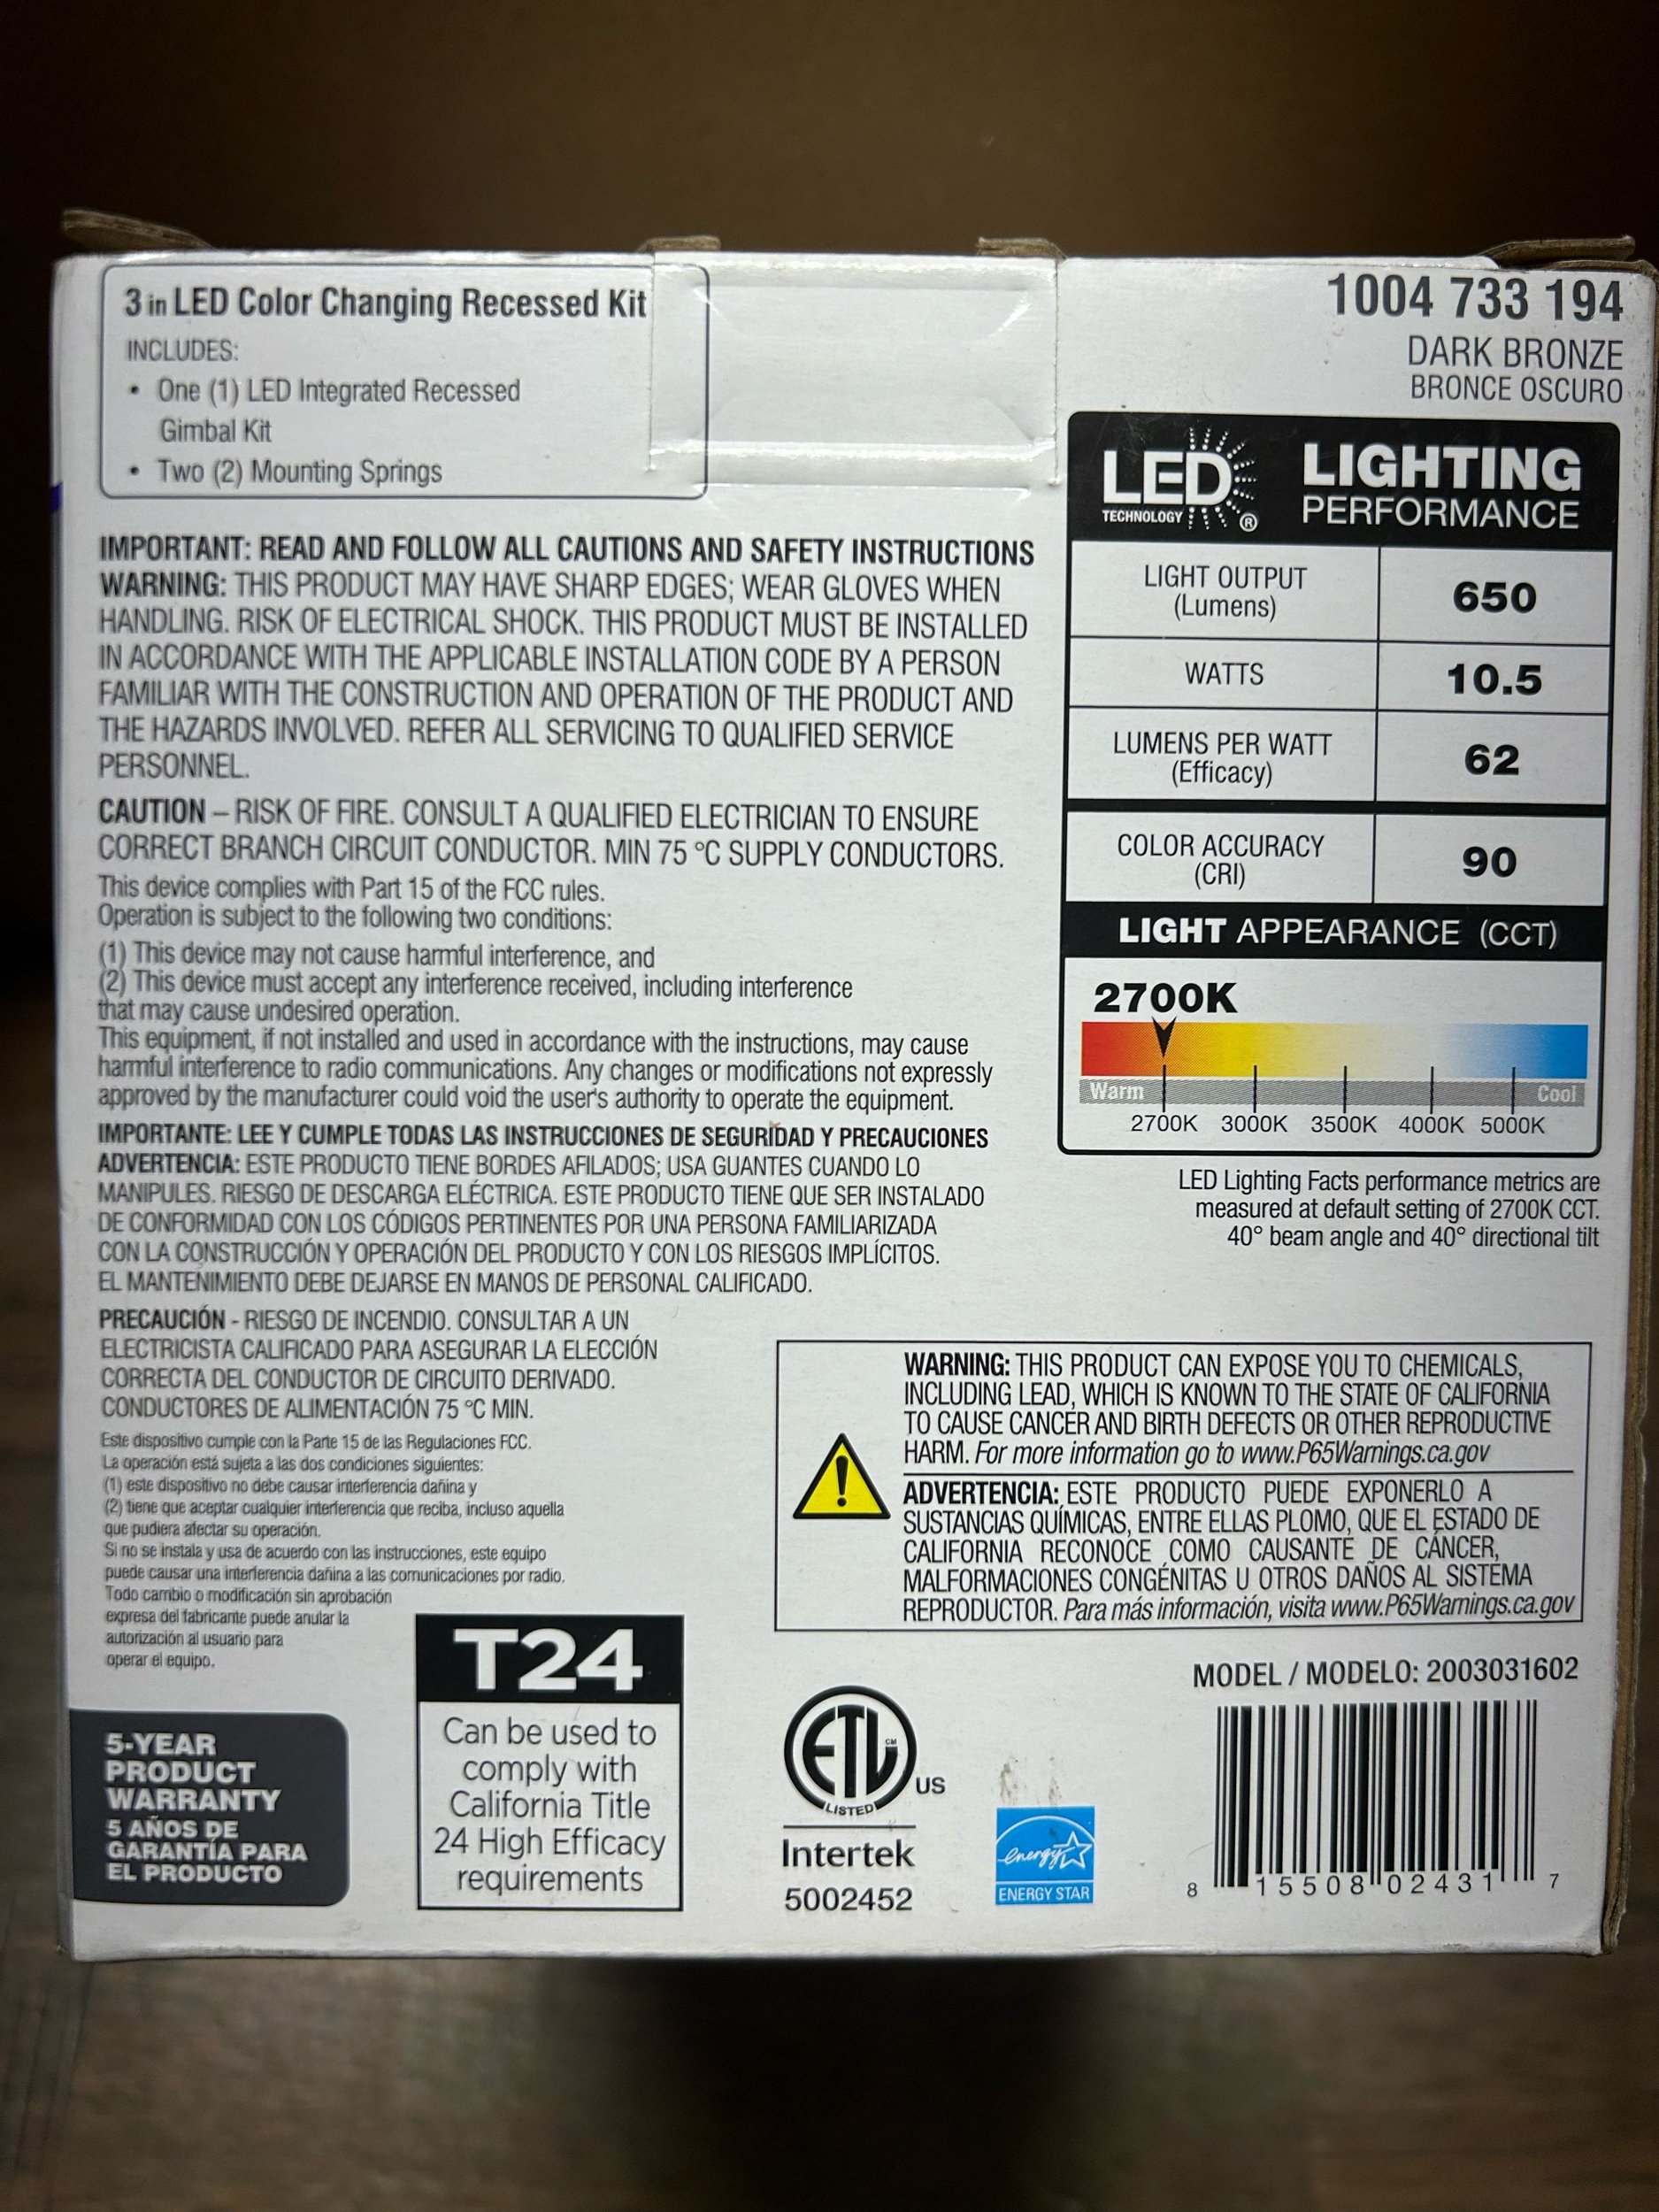 3 in LED Color Changing Recessed Kit
INCLUDES:
• One (1) LED Integrated Recessed
Gimbal Kit
• Two (2) Mounting Springs
1004 733 194
DARK BRONZE
BRONCE OSCURO
IMPORTANT: READ AND FOLLOW ALL CAUTIONS AND SAFETY INSTRUCTIONS
WARNING: THIS PRODUCT MAY HAVE SHARP EDGES; WEAR GLOVES WHEN
HANDLING. RISK OF ELECTRICAL SHOCK. THIS PRODUCT MUST BE INSTALLED
IN ACCORDANCE WITH THE APPLICABLE INSTALLATION CODE BY A PERSON
FAMILIAR WITH THE CONSTRUCTION AND OPERATION OF THE PRODUCT AND
THE HAZARDS INVOLVED. REFER ALL SERVICING TO QUALIFIED SERVICE
PERSONNEL.
CAUTION – RISK OF FIRE. CONSULT A QUALIFIED ELECTRICIAN TO ENSURE
CORRECT BRANCH CIRCUIT CONDUCTOR. MIN 75 °C SUPPLY CONDUCTORS.
This device complies with Part 15 of the FCC rules.
Operation is subject to the following two conditions:
(1) This device may not cause harmful interference, and
(2) This device must accept any interference received, including interference
that may cause undesired operation.
This equipment, if not installed and used in accordance with the instructions, may cause
harmful interference to radio communications. Any changes or modifications not expressly
approved by the manufacturer could void the user's authority to operate the equipment.
IMPORTANTE: LEE Y CUMPLE TODAS LAS INSTRUCCIONES DE SEGURIDAD Y PRECAUCIONES
ADVERTENCIA: ESTE PRODUCTO TIENE BORDES AFILADOS; USA GUANTES CUANDO LO
MANIPULES. RIESGO DE DESCARGA ELÉCTRICA. ESTE PRODUCTO TIENE QUE SER INSTALADO
DE CONFORMIDAD CON LOS CÓDIGOS PERTINENTES POR UNA PERSONA FAMILIARIZADA
CON LA CONSTRUCCIÓN Y OPERACIÓN DEL PRODUCTO Y CON LOS RIESGOS IMPLÍCITOS.
EL MANTENIMIENTO DEBE DEJARSE EN MANOS DE PERSONAL CALIFICADO.
PRECAUCIÓN - RIESGO DE INCENDIO. CONSULTAR A UN
ELECTRICISTA CALIFICADO PARA ASEGURAR LA ELECCIÓN
CORRECTA DEL CONDUCTOR DE CIRCUITO DERIVADO.
CONDUCTORES DE ALIMENTACIÓN 75 °C MIN.
Este dispositivo cumple con la Parte 15 de las Regulaciones FCC.
La operación está sujeta a las dos condiciones siguientes:
(1) este dispositivo no debe causar interferencia dañina y
(2) tiene que aceptar cualquier interferencia que reciba, incluso aquella
que pudiera afectar su operación.
Si no se instala y usa de acuerdo con las instrucciones, este equipo
puede causar una interferencia dañina a las comunicaciones por radio.
Todo cambio o modificación sin aprobación
expresa del fabricante puede anular la
autorización al usuario para
operar el equipo.
LED
TECHNOLOGY ®
LIGHTING
PERFORMANCE
LIGHT OUTPUT
(Lumens)
650
WATTS
10.5
LUMENS PER WATT
(Efficacy)
62
COLOR ACCURACY
(CRI)
90
LIGHT APPEARANCE (CCT)
2700K
Warm Cool
2700K 3000K 3500K 4000K 5000K
LED Lighting Facts performance metrics are
measured at default setting of 2700K CCT.
40° beam angle and 40° directional tilt
WARNING: THIS PRODUCT CAN EXPOSE YOU TO CHEMICALS,
INCLUDING LEAD, WHICH IS KNOWN TO THE STATE OF CALIFORNIA
TO CAUSE CANCER AND BIRTH DEFECTS OR OTHER REPRODUCTIVE
HARM. For more information go to www.P65Warnings.ca.gov
ADVERTENCIA: ESTE PRODUCTO PUEDE EXPONERLO A
SUSTANCIAS QUÍMICAS, ENTRE ELLAS PLOMO, QUE EL ESTADO DE
CALIFORNIA RECONOCE COMO CAUSANTE DE CÁNCER,
MALFORMACIONES CONGÉNITAS U OTROS DAÑOS AL SISTEMA
REPRODUCTOR. Para más información, visita www.P65Warnings.ca.gov
5-YEAR
PRODUCT
WARRANTY
5 AÑOS DE
GARANTÍA PARA
EL PRODUCTO
T24
Can be used to
comply with
California Title
24 High Efficacy
requirements
ETL CM
LISTED
US
Intertek
5002452
energy
ENERGY STAR
MODEL / MODELO: 2003031602
8 15508 02431 7